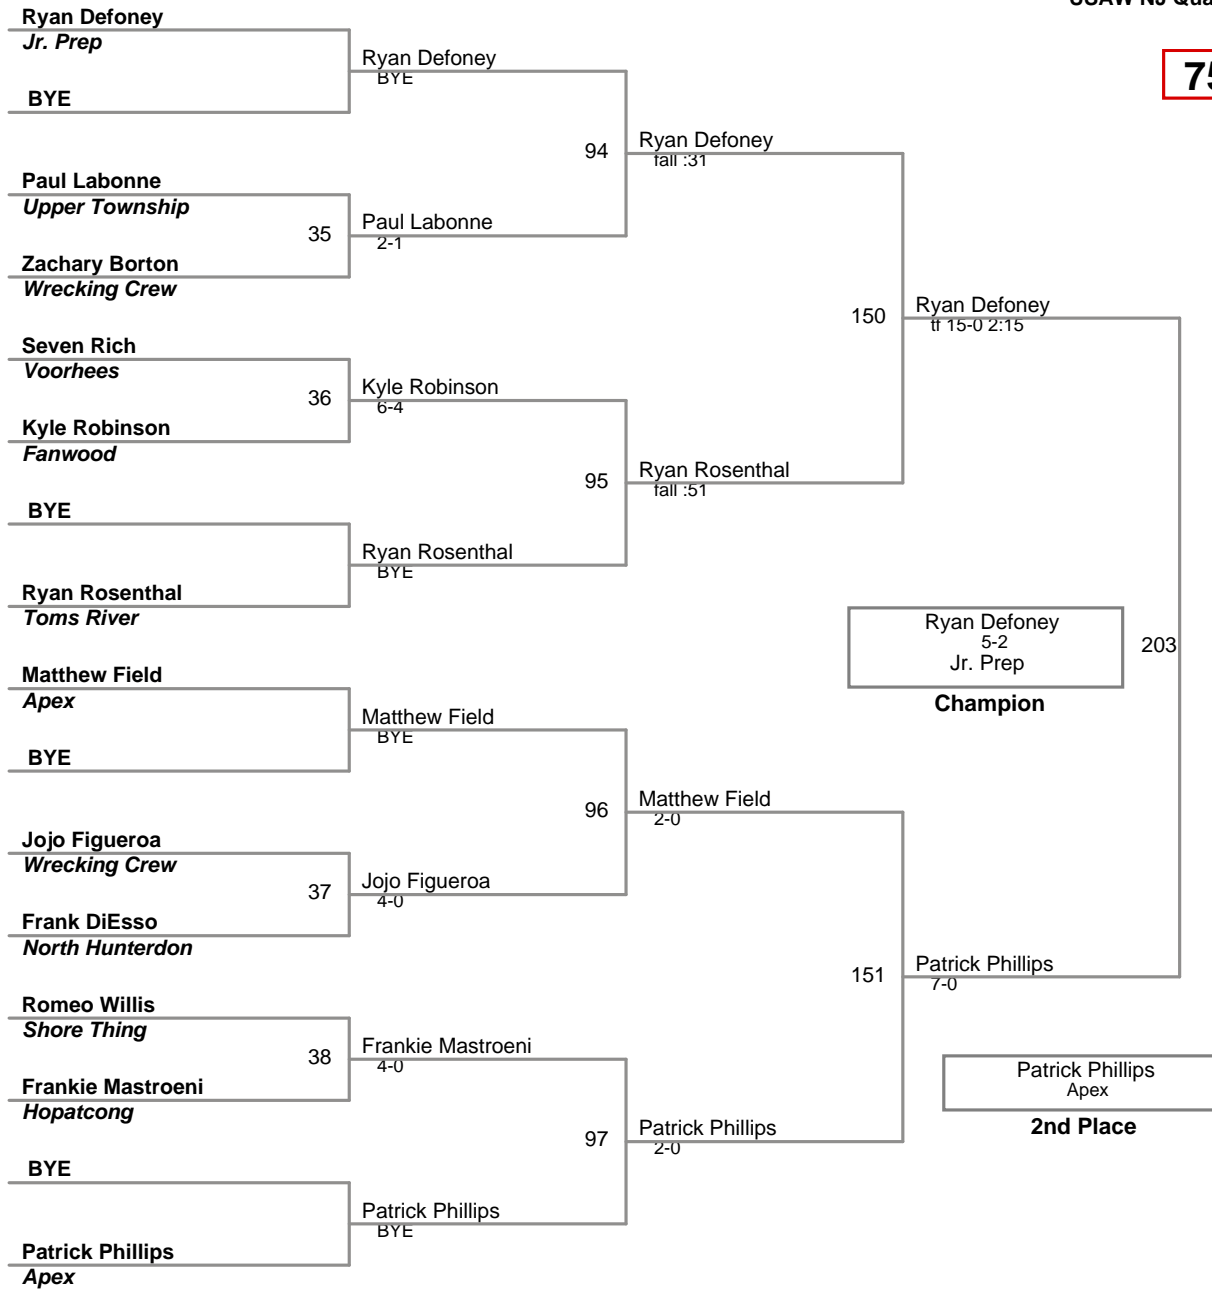 USAW NJ Qua
75
Ryan Defoney
Jr. Prep
BYE
Paul Labonne
Upper Township
35
Zachary Borton
Wrecking Crew
Seven Rich
Voorhees
36
Kyle Robinson
Fanwood
BYE
Ryan Rosenthal
Toms River
Matthew Field
Apex
BYE
Jojo Figueroa
Wrecking Crew
37
Frank DiEsso
North Hunterdon
Romeo Willis
Shore Thing
38
Frankie Mastroeni
Hopatcong
BYE
Patrick Phillips
Apex
Ryan Defoney
BYE
94
Paul Labonne
2-1
Kyle Robinson
6-4
95
Ryan Rosenthal
BYE
Matthew Field
BYE
96
Jojo Figueroa
4-0
Frankie Mastroeni
4-0
97
Patrick Phillips
BYE
Ryan Defoney
fall :31
150
Ryan Rosenthal
fall :51
Matthew Field
2-0
151
Patrick Phillips
2-0
Ryan Defoney
tf 15-0 2:15
203
Patrick Phillips
7-0
Ryan Defoney
5-2
Jr. Prep
Champion
Patrick Phillips
Apex
2nd Place